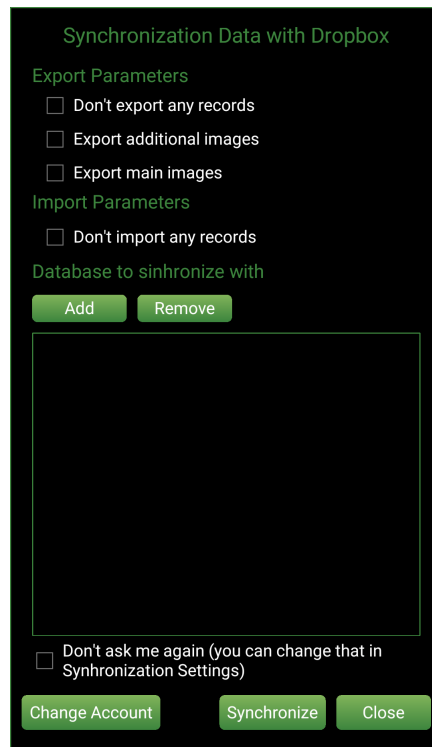 Synchronization Data with Dropbox
Export Parameters
Don't export any records
Export additional images
Export main images
Import Parameters
Don't import any records
Database to sinhronize with
Add Remove
Don't ask me again (you can change that in
Synhronization Settings)
Change Account Synchronize Close